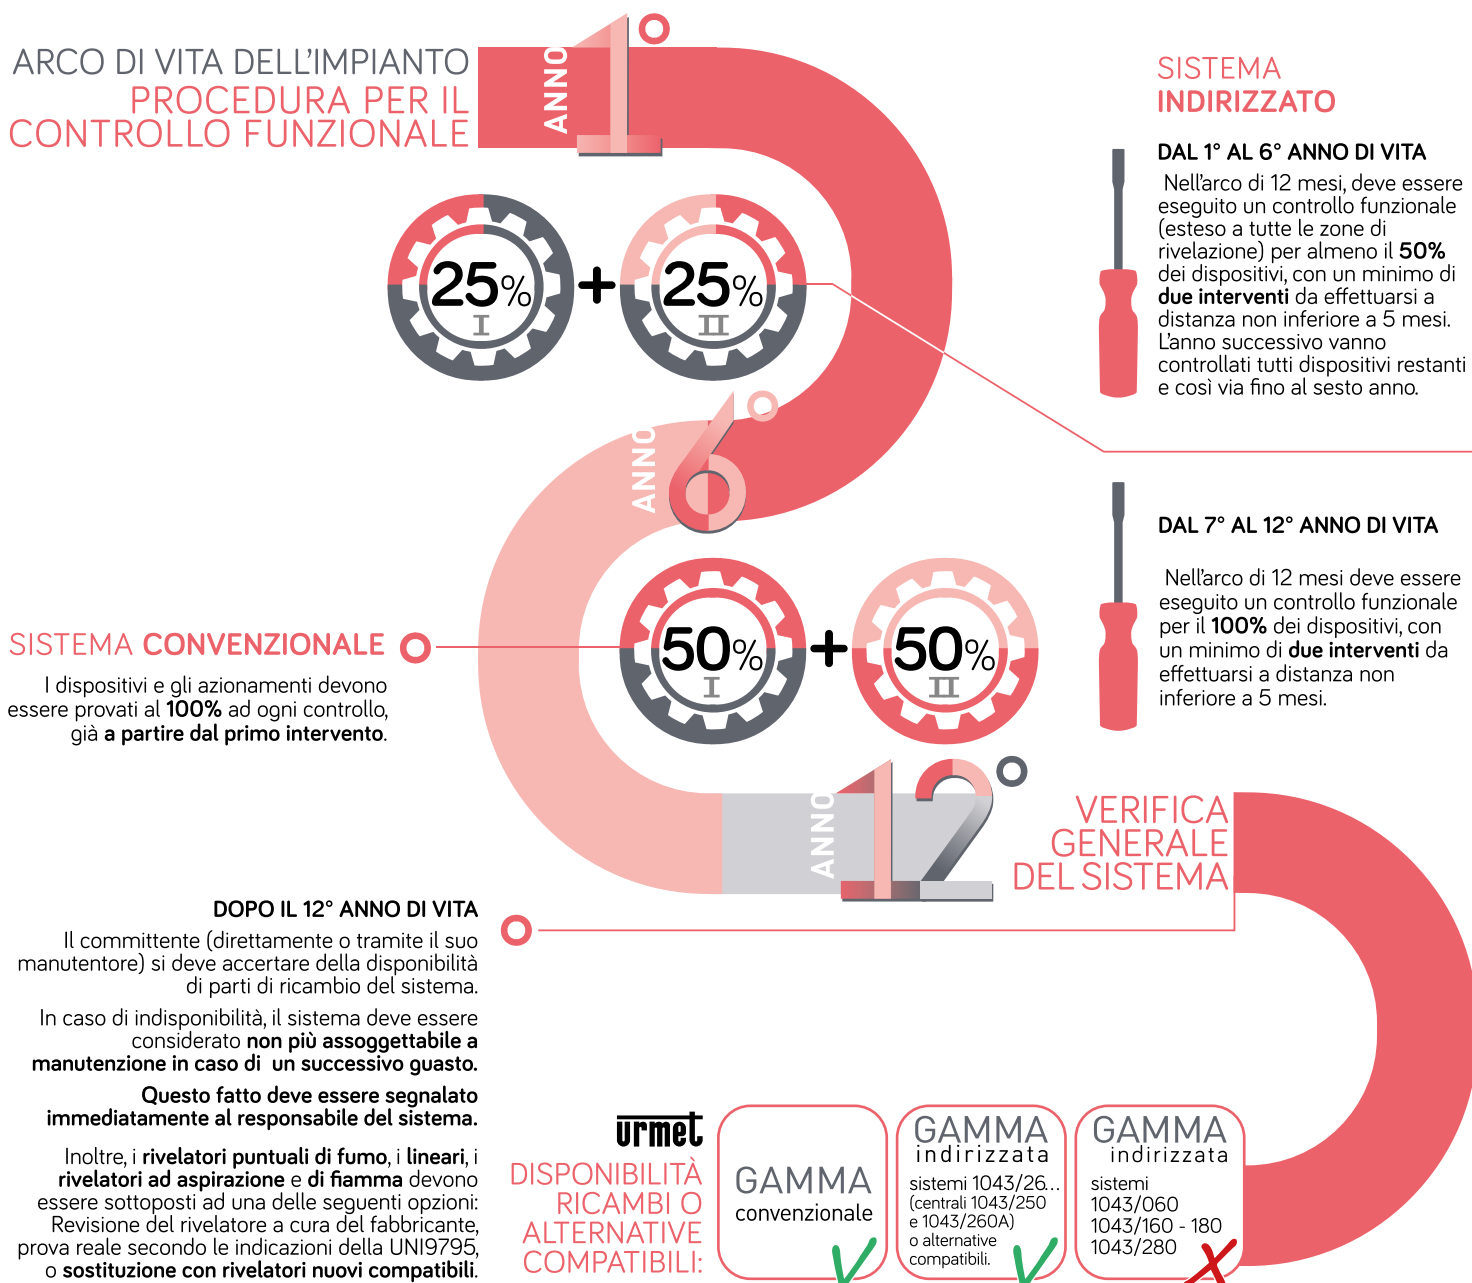 ARCO DI VITA DELL'IMPIANTO
PROCEDURA PER IL
CONTROLLO FUNZIONALE
ANNO 1°
25% I + 25% II
SISTEMA
INDIRIZZATO
DAL 1° AL 6° ANNO DI VITA
Nell'arco di 12 mesi, deve essere
eseguito un controllo funzionale
(esteso a tutte le zone di
rivelazione) per almeno il 50%
dei dispositivi, con un minimo di
due interventi da effettuarsi a
distanza non inferiore a 5 mesi.
L'anno successivo vanno
controllati tutti dispositivi restanti
e così via fino al sesto anno.
ANNO 6°
DAL 7° AL 12° ANNO DI VITA
Nell'arco di 12 mesi deve essere
eseguito un controllo funzionale
per il 100% dei dispositivi, con
un minimo di due interventi da
effettuarsi a distanza non
inferiore a 5 mesi.
50% I + 50% II
SISTEMA CONVENZIONALE
I dispositivi e gli azionamenti devono
essere provati al 100% ad ogni controllo,
già a partire dal primo intervento.
ANNO 12°
VERIFICA
GENERALE
DEL SISTEMA
DOPO IL 12° ANNO DI VITA
Il committente (direttamente o tramite il suo
manutentore) si deve accertare della disponibilità
di parti di ricambio del sistema.
In caso di indisponibilità, il sistema deve essere
considerato non più assoggettabile a
manutenzione in caso di un successivo guasto.
Questo fatto deve essere segnalato
immediatamente al responsabile del sistema.
Inoltre, i rivelatori puntuali di fumo, i lineari, i
rivelatori ad aspirazione e di fiamma devono
essere sottoposti ad una delle seguenti opzioni:
Revisione del rivelatore a cura del fabbricante,
prova reale secondo le indicazioni della UNI9795,
o sostituzione con rivelatori nuovi compatibili.
urmet
DISPONIBILITÀ
RICAMBI O
ALTERNATIVE
COMPATIBILI:
GAMMA
convenzionale
GAMMA
indirizzata
sistemi 1043/26...
(centrali 1043/250
e 1043/260A)
o alternative
compatibili.
GAMMA
indirizzata
sistemi
1043/060
1043/160 - 180
1043/280